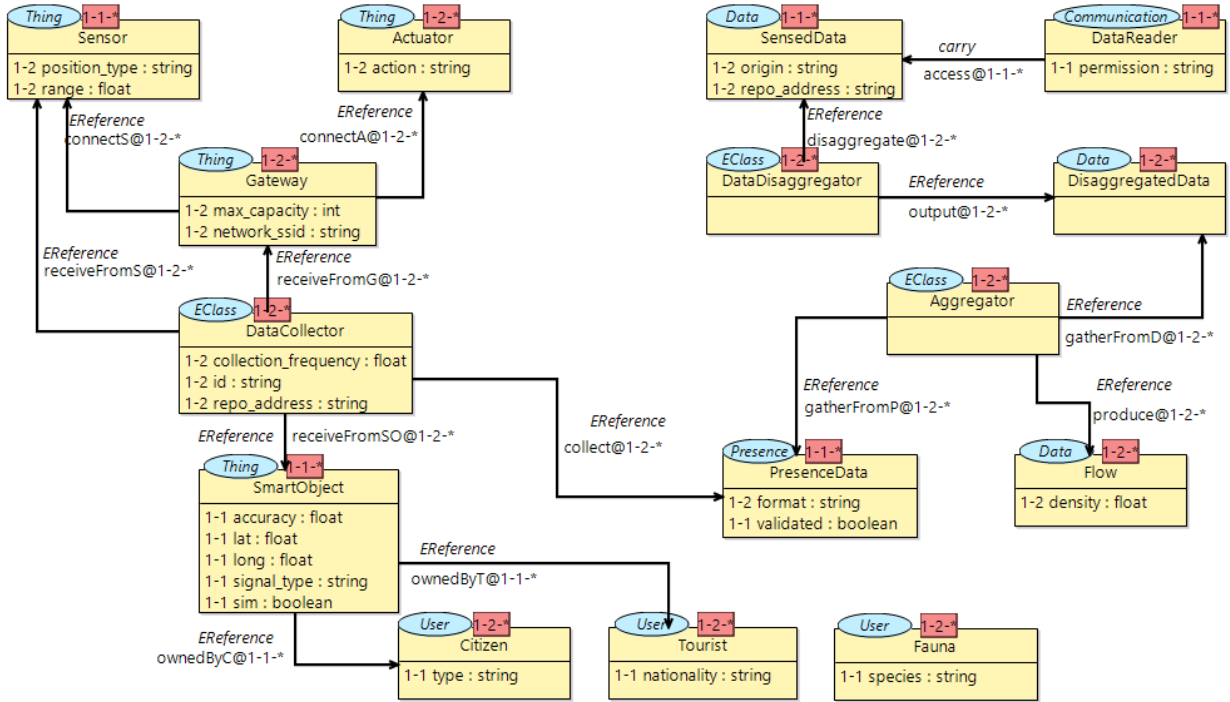 Thing 1-1-*
Sensor
1-2 position_type : string
1-2 range : float
Thing 1-2-*
Actuator
1-2 action : string
Data 1-1-*
SensedData
1-2 origin : string
1-2 repo_address : string
Communication 1-1-*
DataReader
1-1 permission : string
carry
access@1-1-*
EReference
connectS@1-2-*
EReference
connectA@1-2-*
EReference
disaggregate@1-2-*
Thing 1-2-*
Gateway
1-2 max_capacity : int
1-2 network_ssid : string
EClass 1-2-*
DataDisaggregator
EReference
output@1-2-*
Data 1-2-*
DisaggregatedData
EReference
receiveFromS@1-2-*
EReference
receiveFromG@1-2-*
EClass 1-2-*
DataCollector
1-2 collection_frequency : float
1-2 id : string
1-2 repo_address : string
EClass 1-2-*
Aggregator
EReference
gatherFromD@1-2-*
EReference
gatherFromP@1-2-*
EReference
produce@1-2-*
EReference
receiveFromSO@1-2-*
EReference
collect@1-2-*
Thing 1-1-*
SmartObject
1-1 accuracy : float
1-1 lat : float
1-1 long : float
1-1 signal_type : string
1-1 sim : boolean
Presence 1-1-*
PresenceData
1-2 format : string
1-1 validated : boolean
Data 1-2-*
Flow
1-2 density : float
EReference
ownedByT@1-1-*
EReference
ownedByC@1-1-*
User 1-2-*
Citizen
1-1 type : string
User 1-2-*
Tourist
1-1 nationality : string
User 1-2-*
Fauna
1-1 species : string